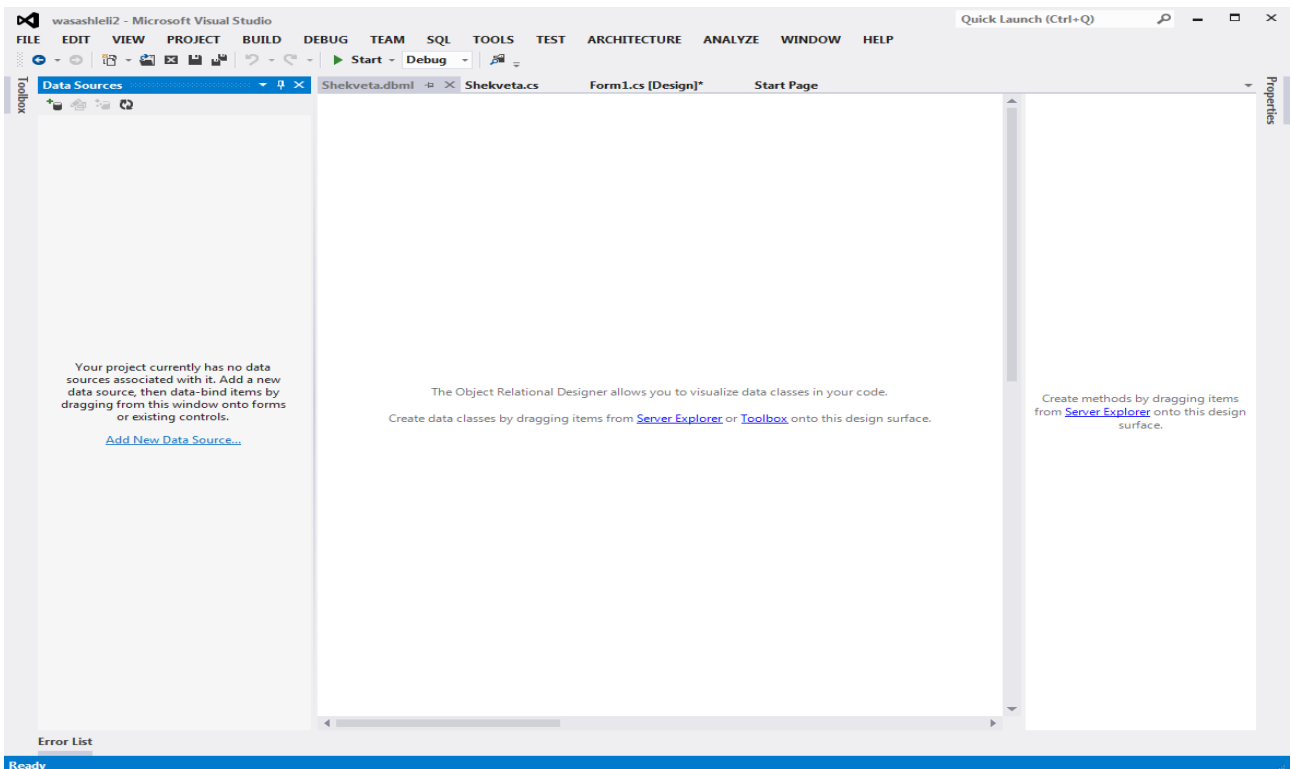 wasashleli2 - Microsoft Visual Studio
Quick Launch (Ctrl+Q)
FILE EDIT VIEW PROJECT BUILD DEBUG TEAM SQL TOOLS TEST ARCHITECTURE ANALYZE WINDOW HELP
Start Debug
Toolbox
Data Sources
Shekveta.dbml Shekveta.cs Form1.cs [Design]* Start Page
Properties
Your project currently has no data
sources associated with it. Add a new
data source, then data-bind items by
dragging from this window onto forms
or existing controls.
Add New Data Source...
The Object Relational Designer allows you to visualize data classes in your code.
Create data classes by dragging items from Server Explorer or Toolbox onto this design surface.
Create methods by dragging items
from Server Explorer onto this design
surface.
Error List
Ready